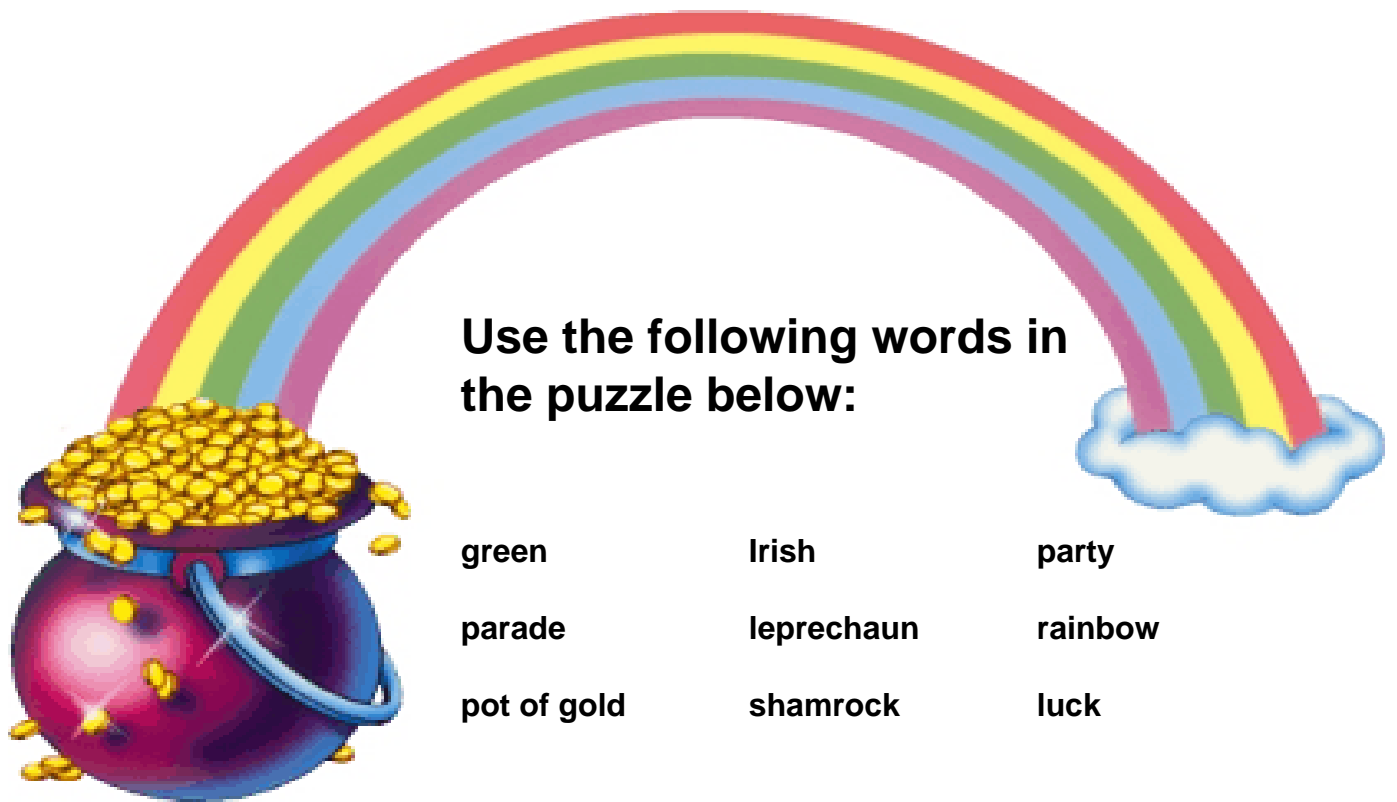 Use the following words in
the puzzle below:
green Irish party
parade leprechaun rainbow
pot of gold shamrock luck